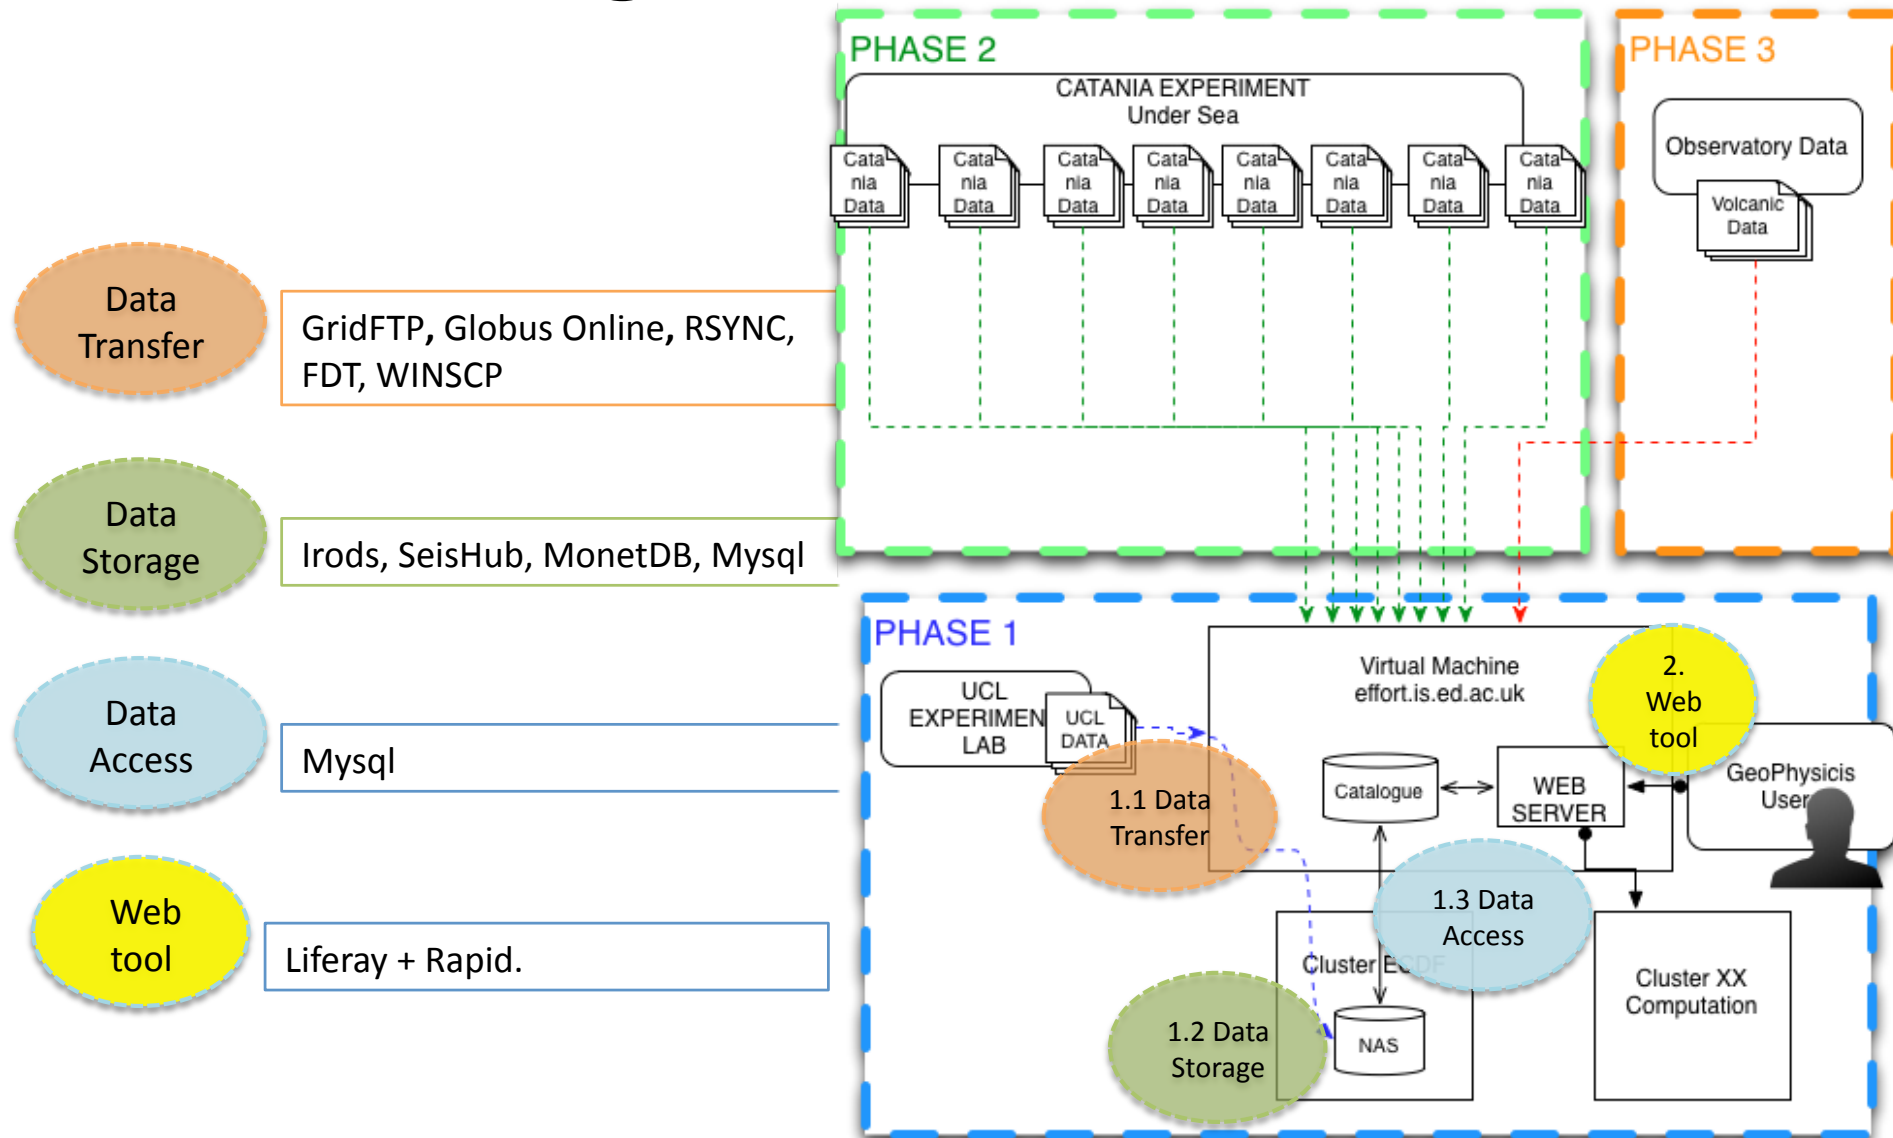 PHASE 2
CATANIA EXPERIMENT
Under Sea
Cata
nia
Data
Cata
nia
Data
Cata
nia
Data
Cata
nia
Data
Cata
nia
Data
Cata
nia
Data
Cata
nia
Data
Cata
nia
Data
PHASE 3
Observatory Data
Volcanic
Data
Data
Transfer
GridFTP, Globus Online, RSYNC,
FDT, WINSCP
Data
Storage
Irods, SeisHub, MonetDB, Mysql
Data
Access
Mysql
Web
tool
Liferay + Rapid.
PHASE 1
UCL
EXPERIMEN
LAB
UCL
DATA
1.1 Data
Transfer
Virtual Machine
effort.is.ed.ac.uk
2.
Web
tool
Catalogue
WEB
SERVER
GeoPhysicis
User
1.3 Data
Access
Cluster
NAS
1.2 Data
Storage
Cluster XX
Computation